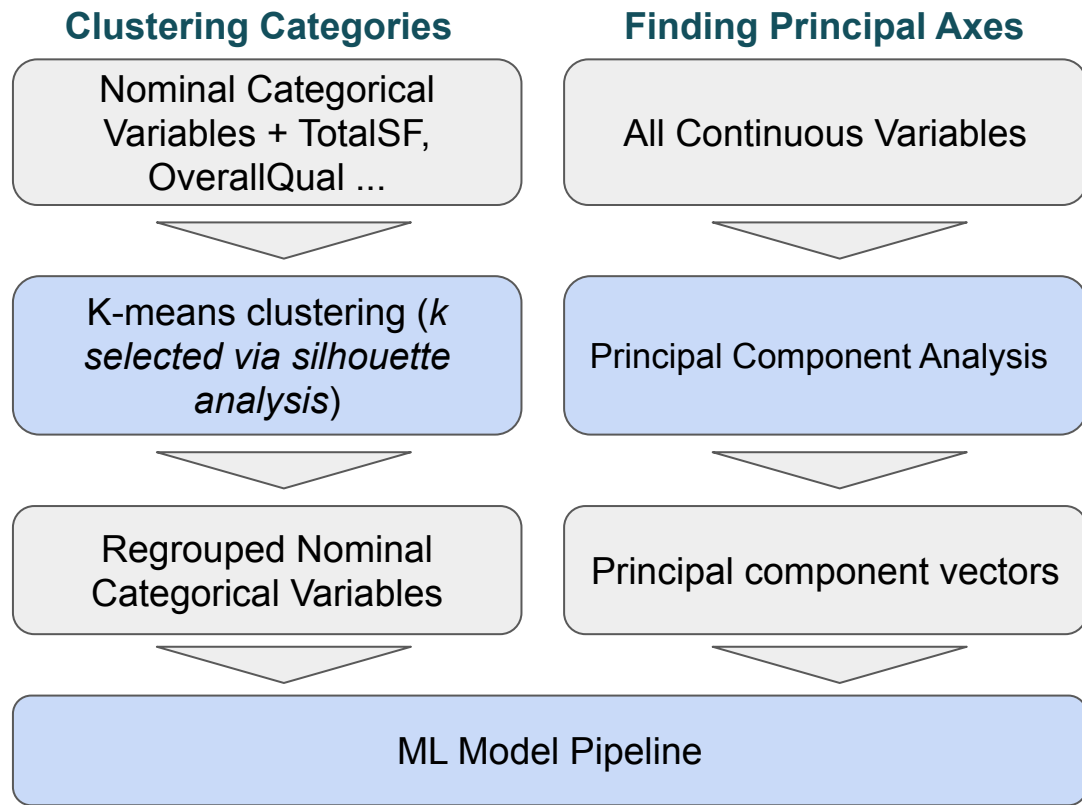 Clustering Categories
Nominal Categorical
Variables + TotalSF,
OverallQual ...
K-means clustering (k
selected via silhouette
analysis)
Regrouped Nominal
Categorical Variables
Finding Principal Axes
All Continuous Variables
Principal Component Analysis
Principal component vectors
ML Model Pipeline